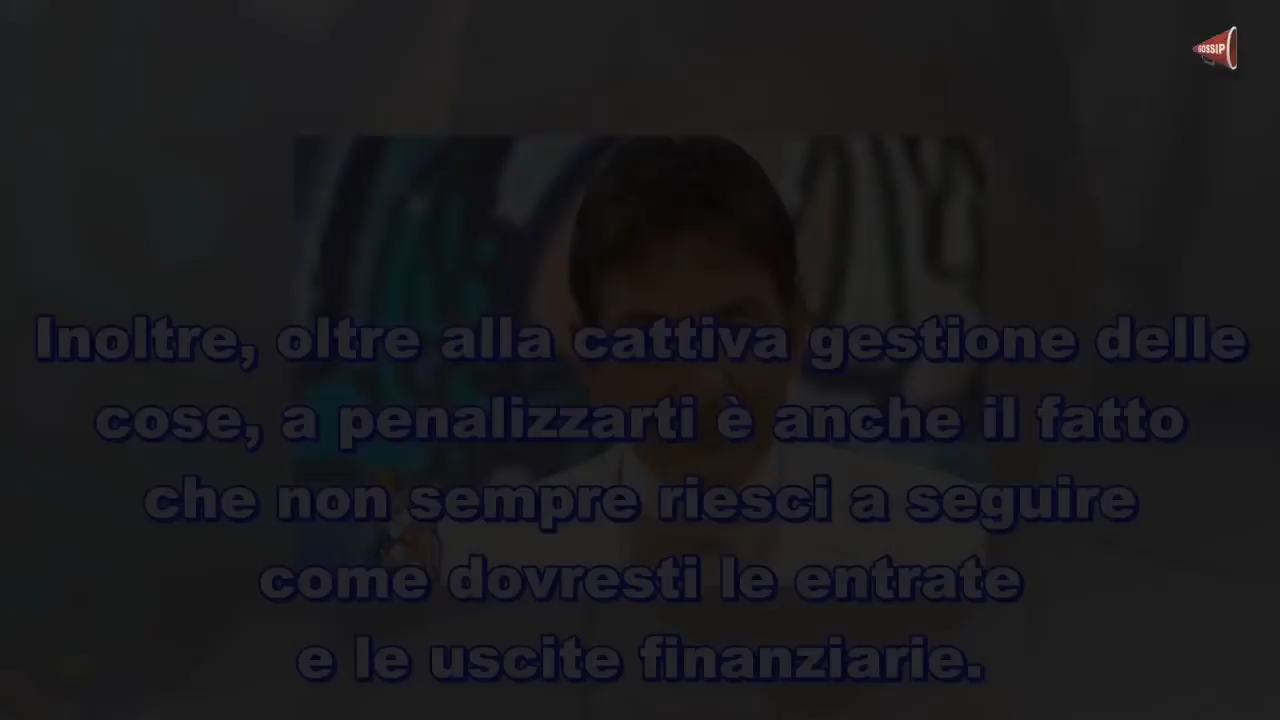 GOSSIP
Inoltre, oltre alla cattiva gestione delle
cose, a penalizzarti è anche il fatto
che non sempre riesci a seguire
come dovresti le entrate
e le uscite finanziarie.